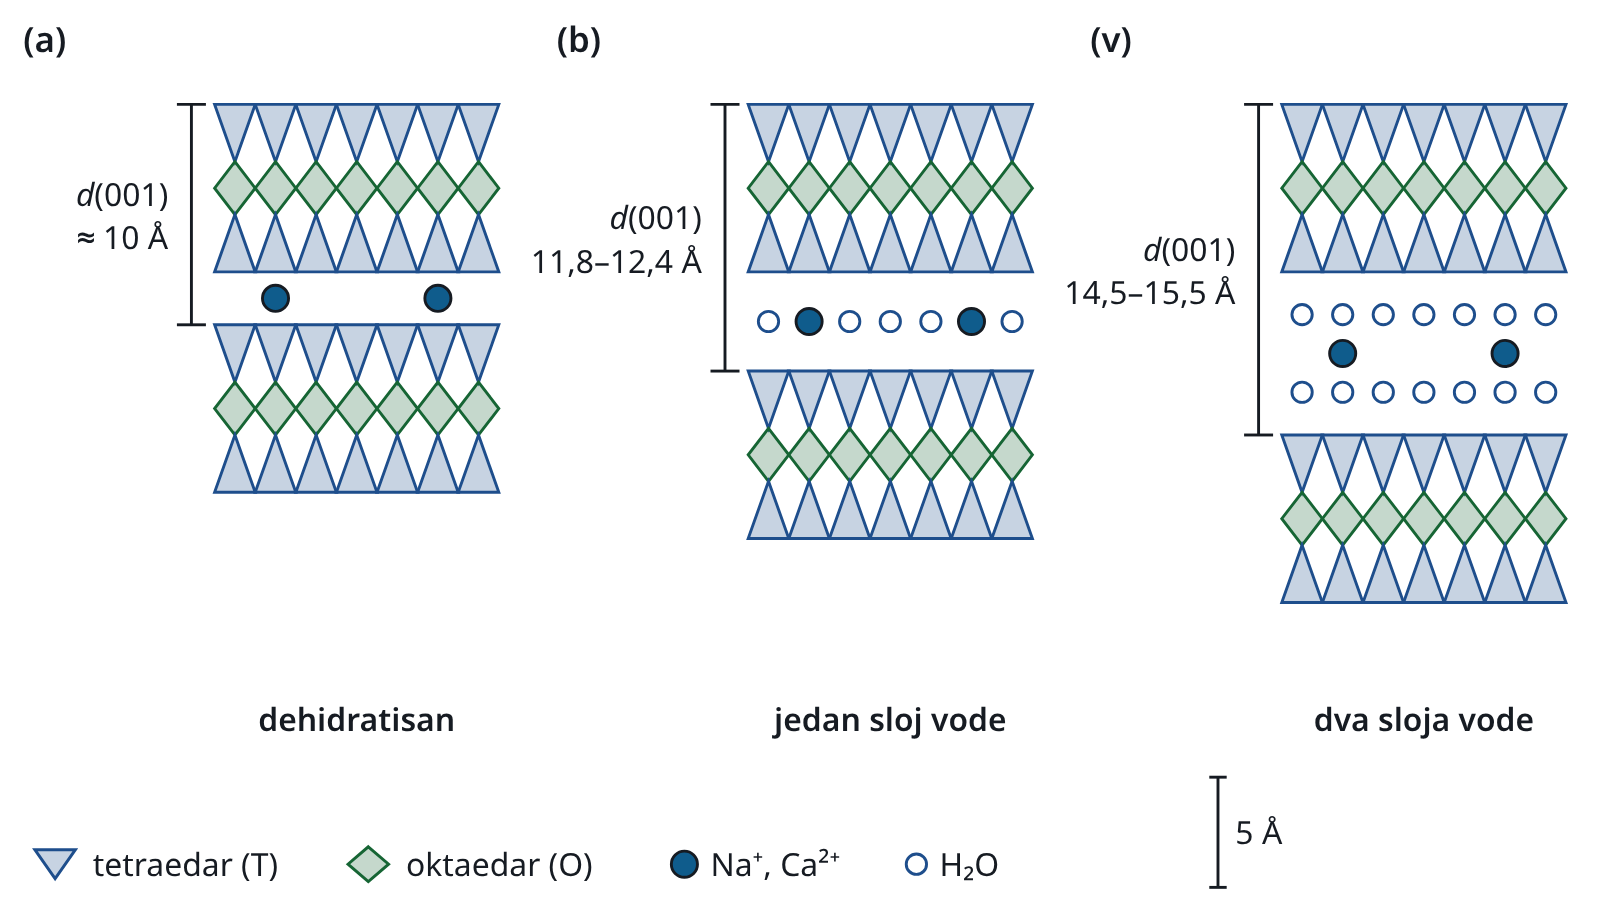 (a)
(b)
(v)
d(001)
≈ 10 Å
d(001)
11,8–12,4 Å
d(001)
14,5–15,5 Å
dehidratisan
jedan sloj vode
dva sloja vode
5 Å
tetraedar (T)
oktaedar (O)
Na⁺, Ca²⁺
H₂O